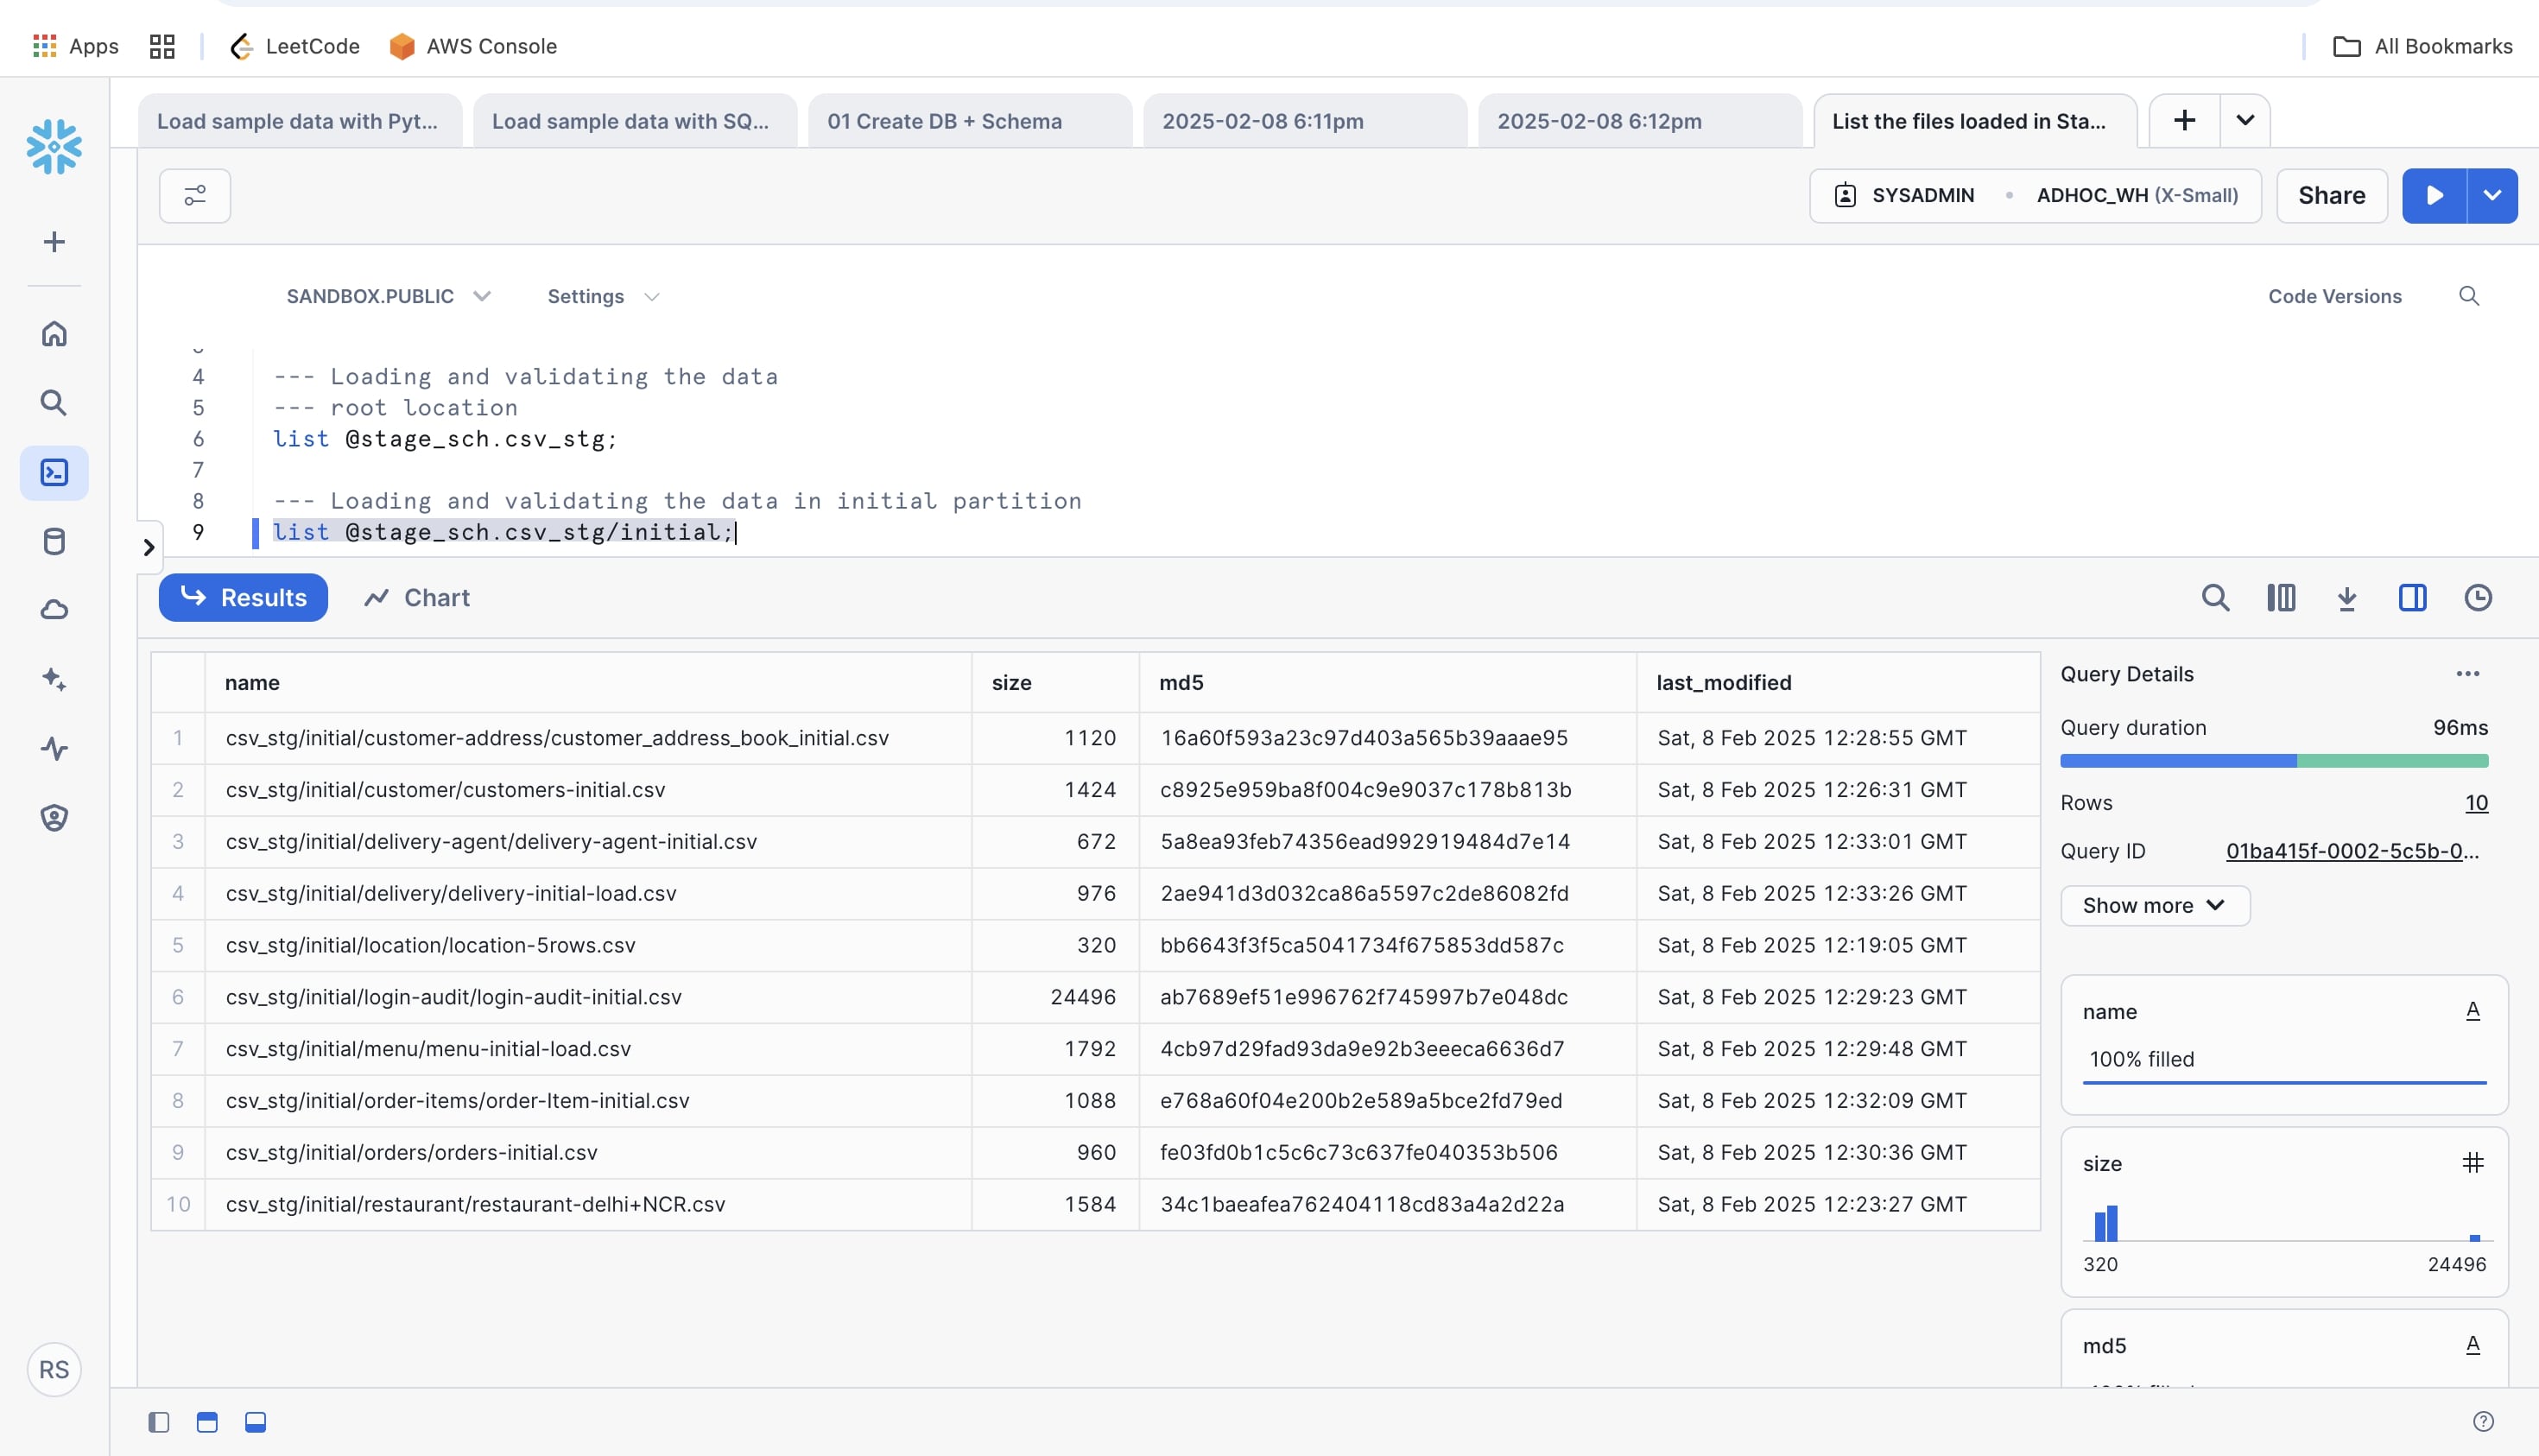 Apps LeetCode AWS Console All Bookmarks
Load sample data with Pyt... Load sample data with SQ... 01 Create DB + Schema 2025-02-08 6:11pm 2025-02-08 6:12pm List the files loaded in Sta...
SYSADMIN • ADHOC_WH (X-Small) Share
SANDBOX.PUBLIC Settings Code Versions
4 --- Loading and validating the data
5 --- root location
6 list @stage_sch.csv_stg;
7
8 --- Loading and validating the data in initial partition
9 list @stage_sch.csv_stg/initial;
Results Chart
name size md5 last_modified
1 csv_stg/initial/customer-address/customer_address_book_initial.csv 1120 16a60f593a23c97d403a565b39aaae95 Sat, 8 Feb 2025 12:28:55 GMT
2 csv_stg/initial/customer/customers-initial.csv 1424 c8925e959ba8f004c9e9037c178b813b Sat, 8 Feb 2025 12:26:31 GMT
3 csv_stg/initial/delivery-agent/delivery-agent-initial.csv 672 5a8ea93feb74356ead992919484d7e14 Sat, 8 Feb 2025 12:33:01 GMT
4 csv_stg/initial/delivery/delivery-initial-load.csv 976 2ae941d3d032ca86a5597c2de86082fd Sat, 8 Feb 2025 12:33:26 GMT
5 csv_stg/initial/location/location-5rows.csv 320 bb6643f3f5ca5041734f675853dd587c Sat, 8 Feb 2025 12:19:05 GMT
6 csv_stg/initial/login-audit/login-audit-initial.csv 24496 ab7689ef51e996762f745997b7e048dc Sat, 8 Feb 2025 12:29:23 GMT
7 csv_stg/initial/menu/menu-initial-load.csv 1792 4cb97d29fad93da9e92b3eeeca6636d7 Sat, 8 Feb 2025 12:29:48 GMT
8 csv_stg/initial/order-items/order-Item-initial.csv 1088 e768a60f04e200b2e589a5bce2fd79ed Sat, 8 Feb 2025 12:32:09 GMT
9 csv_stg/initial/orders/orders-initial.csv 960 fe03fd0b1c5c6c73c637fe040353b506 Sat, 8 Feb 2025 12:30:36 GMT
10 csv_stg/initial/restaurant/restaurant-delhi+NCR.csv 1584 34c1baeafea762404118cd83a4a2d22a Sat, 8 Feb 2025 12:23:27 GMT
Query Details
Query duration 96ms
Rows 10
Query ID 01ba415f-0002-5c5b-0...
Show more
name A
100% filled
size #
320 24496
md5 A
RS